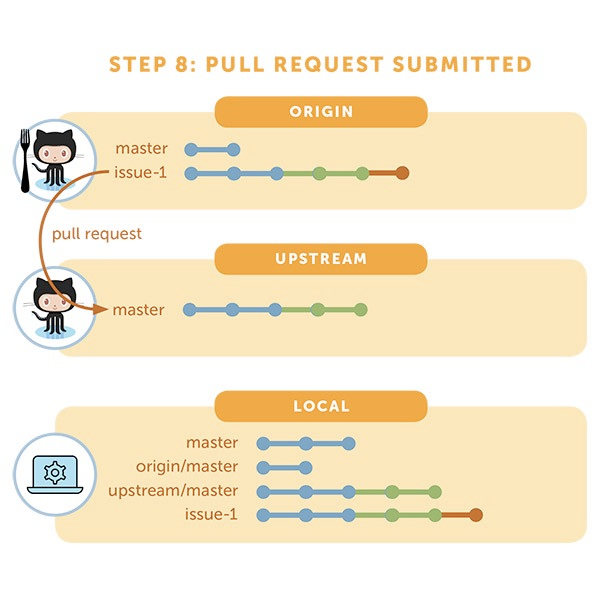 STEP 8: PULL REQUEST SUBMITTED
ORIGIN
master
issue-1
pull request
UPSTREAM
master
LOCAL
master
origin/master
upstream/master
issue-1